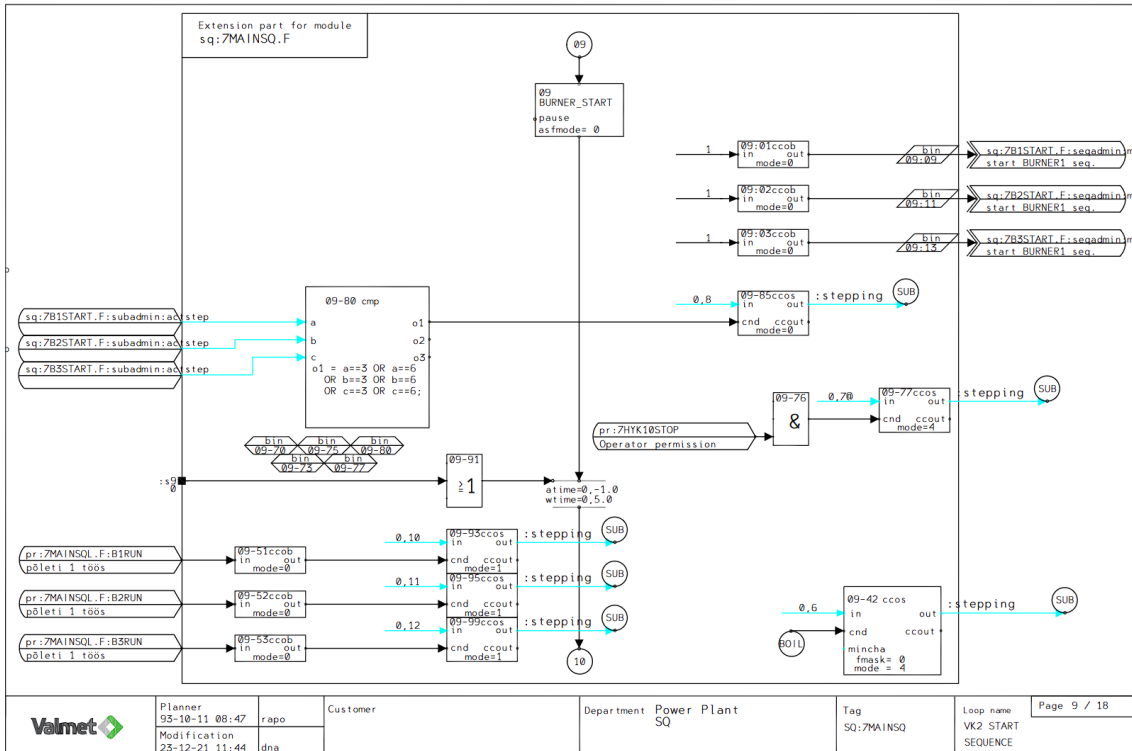 Extension part for module
sq:7MAINSQ.F
09
09
BURNER_START
pause
asfmode= 0
1
09:01ccob
in out
mode=0
bin
09:09
sq:7B1START.F:seqadmin:m
start BURNER1 seq.
1
09:02ccob
in out
mode=0
bin
09:11
sq:7B2START.F:seqadmin:m
start BURNER1 seq.
1
09:03ccob
in out
mode=0
bin
09:13
sq:7B3START.F:seqadmin:m
start BURNER1 seq.
0,8
09-85ccos
in out
cnd ccout
mode=0
:stepping
SUB
sq:7B1START.F:subadmin:actstep
sq:7B2START.F:subadmin:actstep
sq:7B3START.F:subadmin:actstep
09-80 cmp
a o1
b o2
c o3
o1 = a==3 OR a==6
OR b==3 OR b==6
OR c==3 OR c==6;
pr:7HYK10STOP
Operator permission
09-76
&
0,7@
09-77ccos
in out
cnd ccout
mode=4
:stepping
SUB
bin
09-70
bin
09-75
bin
09-80
bin
09-73
bin
09-77
:s9
0
09-91
≥1
atime=0,-1.0
wtime=0,5.0
pr:7MAINSQL.F:B1RUN
põleti 1 töös
09-51ccob
in out
mode=0
0,10
09-93ccos
in out
cnd ccout
mode=1
:stepping
SUB
pr:7MAINSQL.F:B2RUN
põleti 1 töös
09-52ccob
in out
mode=0
0,11
09-95ccos
in out
cnd ccout
mode=1
:stepping
SUB
pr:7MAINSQL.F:B3RUN
põleti 1 töös
09-53ccob
in out
mode=0
0,12
09-99ccos
in out
cnd ccout
mode=1
:stepping
SUB
10
0,6
BOIL
09-42 ccos
in out
cnd ccout
mincha
fmask= 0
mode = 4
:stepping
SUB
Valmet
Planner
93-10-11 08:47 rapo
Modification
23-12-21 11:44 dna
Customer
Department Power Plant
SQ
Tag
SQ:7MAINSQ
Loop name
VK2 START
SEQUENCE
Page 9 / 18